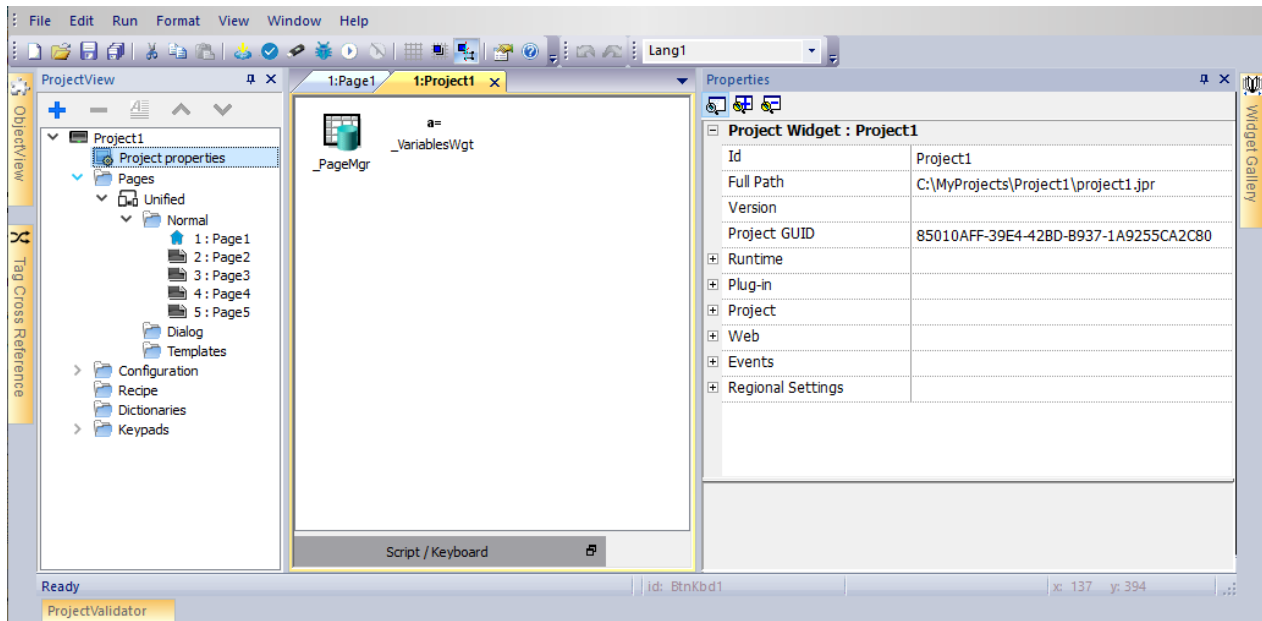 File Edit Run Format View Window Help
Lang1
ObjectView
Tag Cross Reference
ProjectView
Project1
Project properties
Pages
Unified
Normal
1 : Page1
2 : Page2
3 : Page3
4 : Page4
5 : Page5
Dialog
Templates
Configuration
Recipe
Dictionaries
Keypads
1:Page1 1:Project1
_PageMgr
a=
_VariablesWgt
Script / Keyboard
Properties
Project Widget : Project1
Id Project1
Full Path C:\MyProjects\Project1\project1.jpr
Version
Project GUID 85010AFF-39E4-42BD-B937-1A9255CA2C80
Runtime
Plug-in
Project
Web
Events
Regional Settings
Widget Gallery
Ready id: BtnKbd1 x: 137 y: 394
ProjectValidator